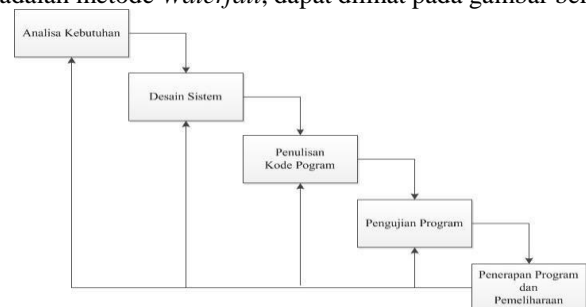 adalah metode Waterfall, dapat dilihat pada gambar ber
Analisa Kebutuhan
Desain Sistem
Penulisan
Kode Pogram
Pengujian Program
Penerapan Program
dan
Pemeliharaan